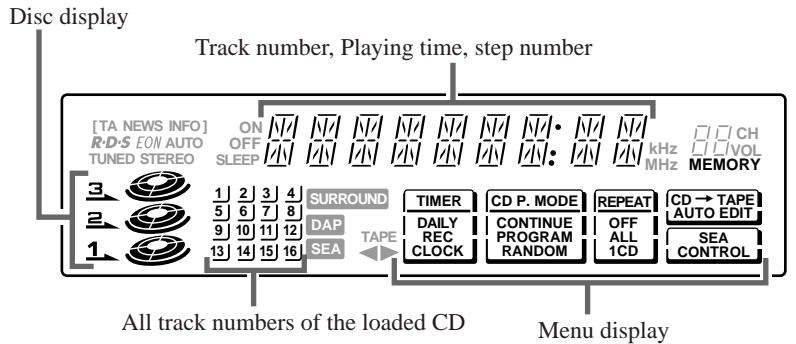 Disc display
Track number, Playing time, step number
[TA NEWS INFO]
R·D·S EON AUTO
TUNED STEREO
ON
OFF
SLEEP
kHz
MHz
CH
VOL
MEMORY
3
2
1
1 2 3 4
5 6 7 8
9 10 11 12
13 14 15 16
SURROUND
DAP
SEA
TAPE
TIMER
DAILY
REC
CLOCK
CD P. MODE
CONTINUE
PROGRAM
RANDOM
REPEAT
OFF
ALL
1CD
CD → TAPE
AUTO EDIT
SEA
CONTROL
All track numbers of the loaded CD
Menu display